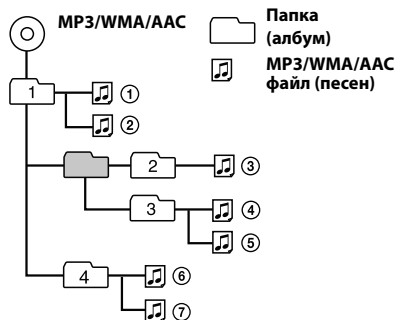 MP3/WMA/AAC
Папка
(албум)
MP3/WMA/AAC
файл (песен)
1
①
②
2
③
3
④
⑤
4
⑥
⑦